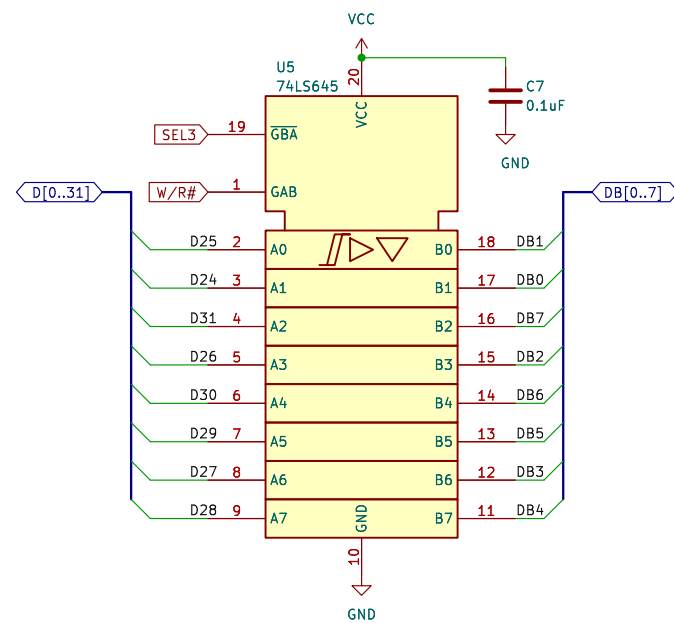 VCC
U5
74LS645
20
VCC
C7
0.1uF
GND
SEL3
19
GBA
W/R#
1
GAB
D[0..31]
DB[0..7]
D25 2 A0 B0 18 DB1
D24 3 A1 B1 17 DB0
D31 4 A2 B2 16 DB7
D26 5 A3 B3 15 DB2
D30 6 A4 B4 14 DB6
D29 7 A5 B5 13 DB5
D27 8 A6 B6 12 DB3
D28 9 A7 GND B7 11 DB4
10
GND